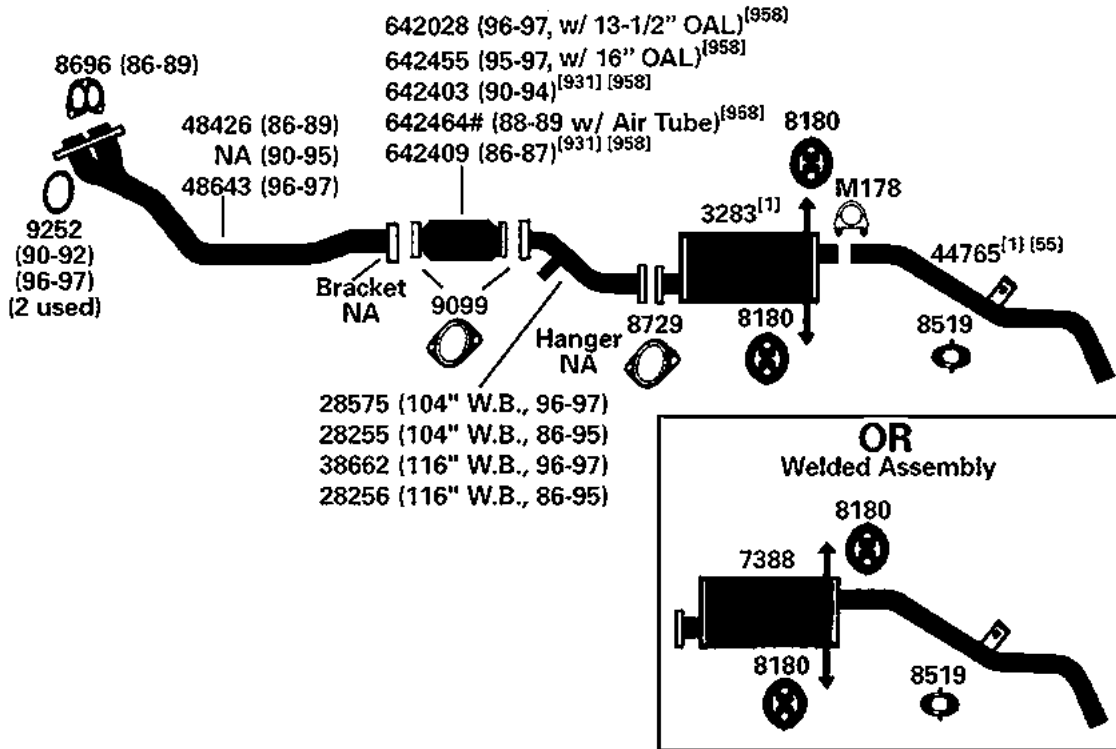 642028 (96-97, w/ 13-1/2” OAL)[958]
642455 (95-97, w/ 16” OAL)[958]
642403 (90-94)[931] [958]
642464# (88-89 w/ Air Tube)[958]
642409 (86-87)[931] [958]
8696 (86-89)
48426 (86-89)
NA (90-95)
48643 (96-97)
9252
(90-92)
(96-97)
(2 used)
Bracket
NA
9099
Hanger
NA
8729
8180
M178
3283[1]
44765[1] [55]
8180
8519
28575 (104" W.B., 96-97)
28255 (104" W.B., 86-95)
38662 (116" W.B., 96-97)
28256 (116" W.B., 86-95)
OR
Welded Assembly
8180
7388
8180
8519